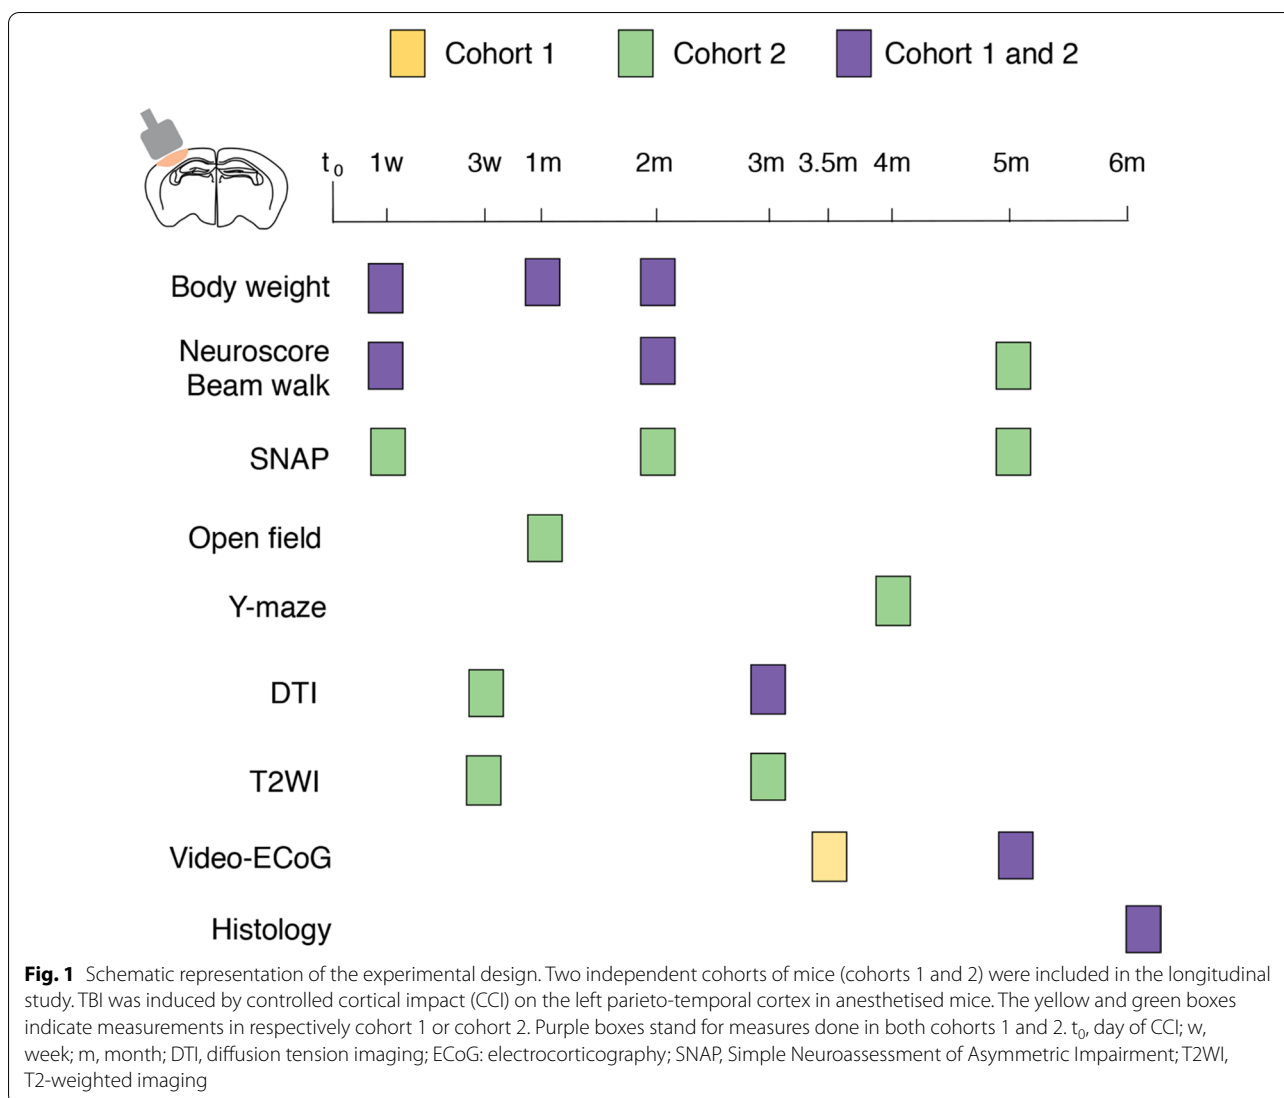 Cohort 1 Cohort 2 Cohort 1 and 2
t0 1w 3w 1m 2m 3m 3.5m 4m 5m 6m
Body weight
Neuroscore
Beam walk
SNAP
Open field
Y-maze
DTI
T2WI
Video-ECoG
Histology
Fig. 1 Schematic representation of the experimental design. Two independent cohorts of mice (cohorts 1 and 2) were included in the longitudinal
study. TBI was induced by controlled cortical impact (CCI) on the left parieto-temporal cortex in anesthetised mice. The yellow and green boxes
indicate measurements in respectively cohort 1 or cohort 2. Purple boxes stand for measures done in both cohorts 1 and 2. t0, day of CCI; w,
week; m, month; DTI, diffusion tension imaging; ECoG: electrocorticography; SNAP, Simple Neuroassessment of Asymmetric Impairment; T2WI,
T2-weighted imaging